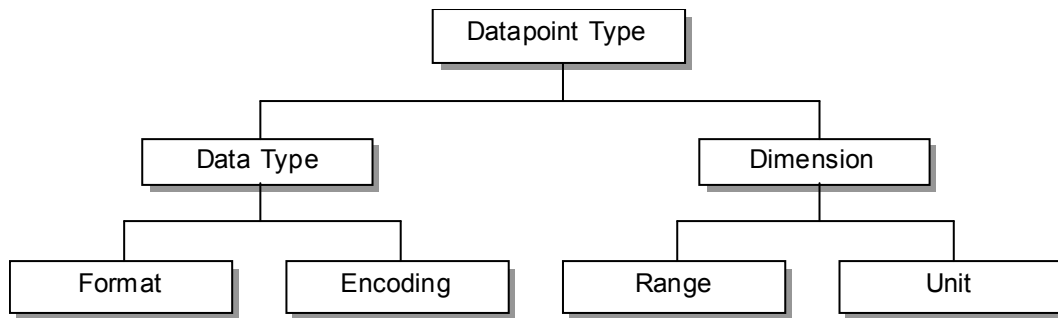 Datapoint Type
Data Type
Dimension
Format
Encoding
Range
Unit